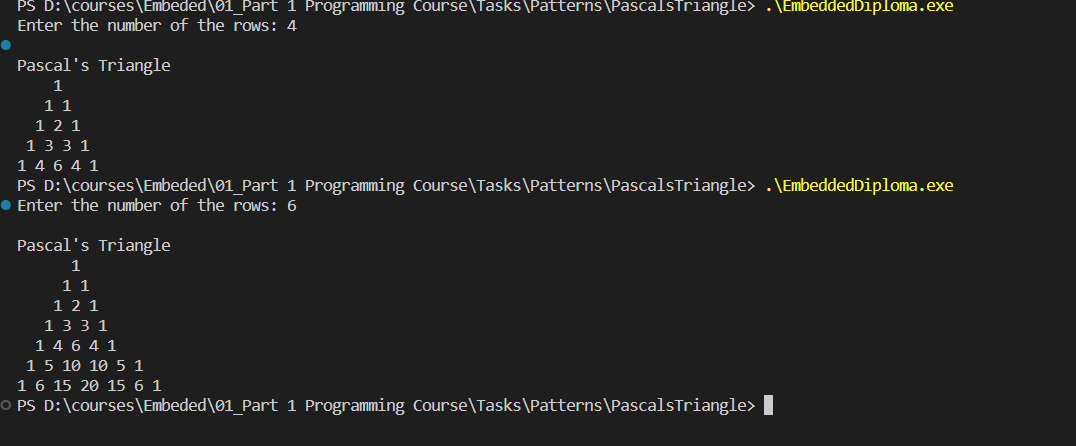 PS D:\courses\Embeded\01_Part 1 Programming Course\Tasks\Patterns\PascalsTriangle> .\EmbeddedDiploma.exe
Enter the number of the rows: 4

Pascal's Triangle
    1
   1 1
  1 2 1
 1 3 3 1
1 4 6 4 1
PS D:\courses\Embeded\01_Part 1 Programming Course\Tasks\Patterns\PascalsTriangle> .\EmbeddedDiploma.exe
Enter the number of the rows: 6

Pascal's Triangle
      1
     1 1
    1 2 1
   1 3 3 1
  1 4 6 4 1
 1 5 10 10 5 1
1 6 15 20 15 6 1
PS D:\courses\Embeded\01_Part 1 Programming Course\Tasks\Patterns\PascalsTriangle>